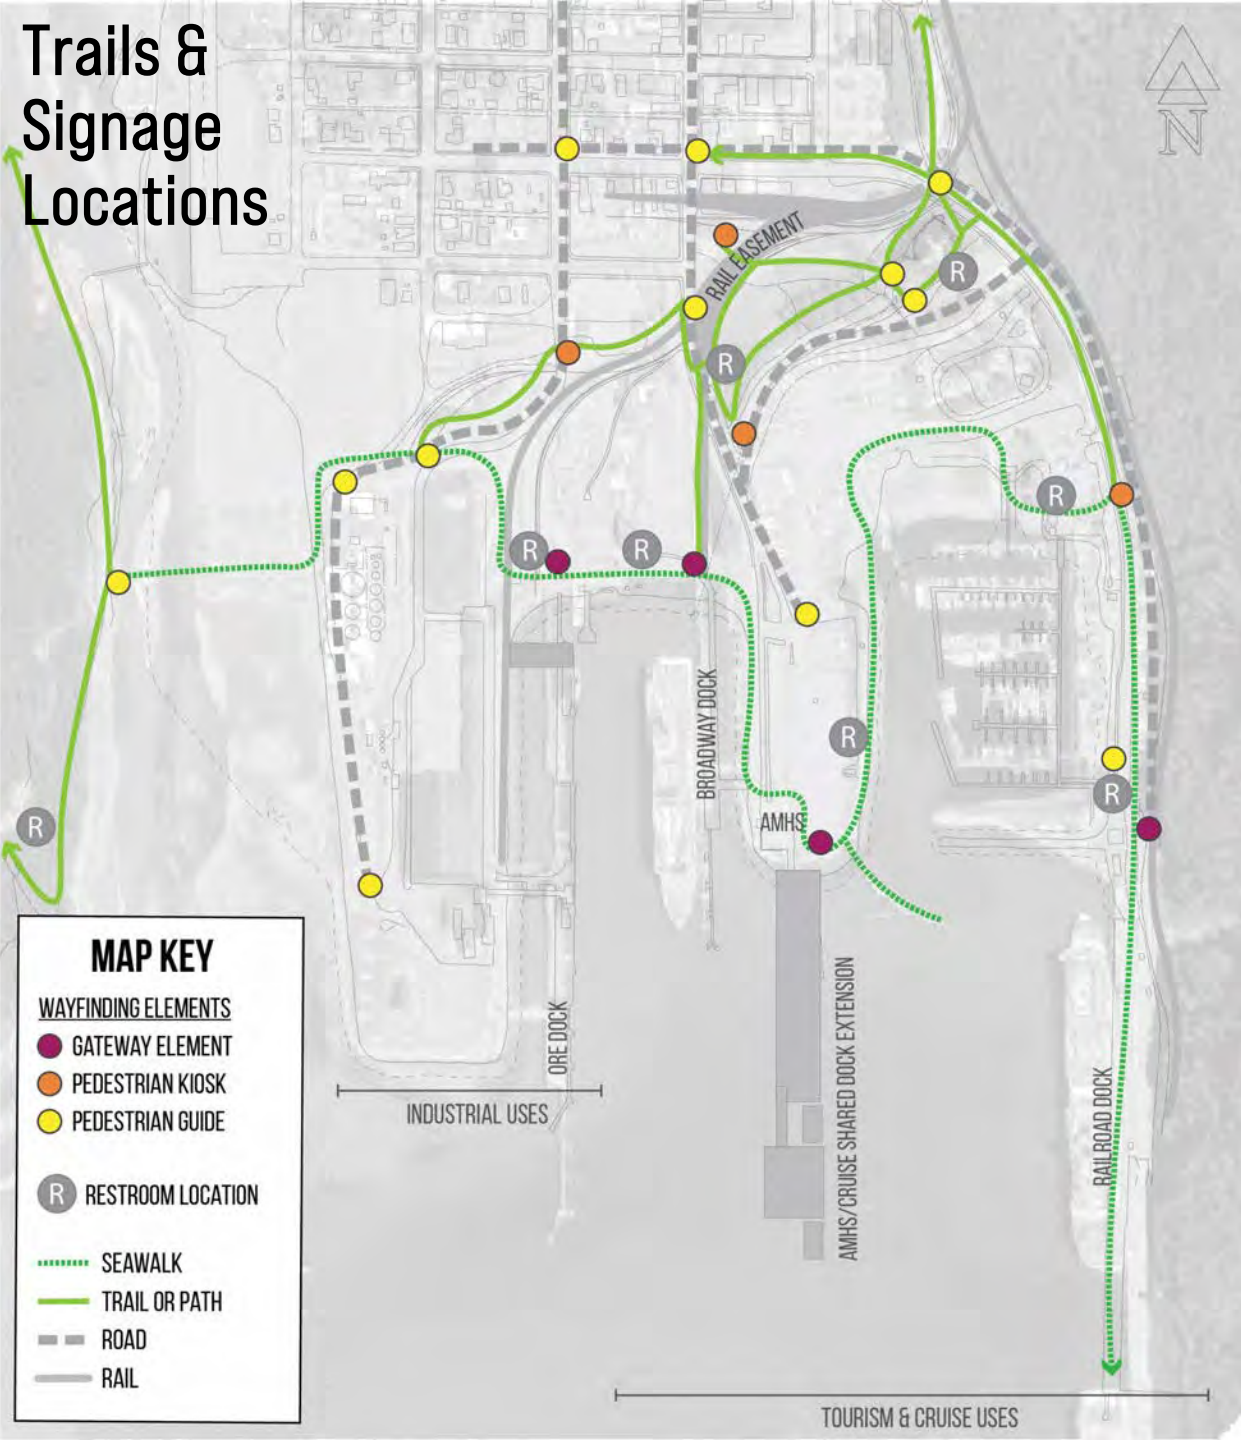 Trails &
Signage
Locations
N
RAIL EASEMENT
R
R
R
R
R
BROADWAY DOCK
R
R
AMHS
R
MAP KEY
WAYFINDING ELEMENTS
GATEWAY ELEMENT
PEDESTRIAN KIOSK
PEDESTRIAN GUIDE
R RESTROOM LOCATION
SEAWALK
TRAIL OR PATH
ROAD
RAIL
ORE DOCK
INDUSTRIAL USES
AMHS/CRUISE SHARED DOCK EXTENSION
RAILROAD DOCK
TOURISM & CRUISE USES